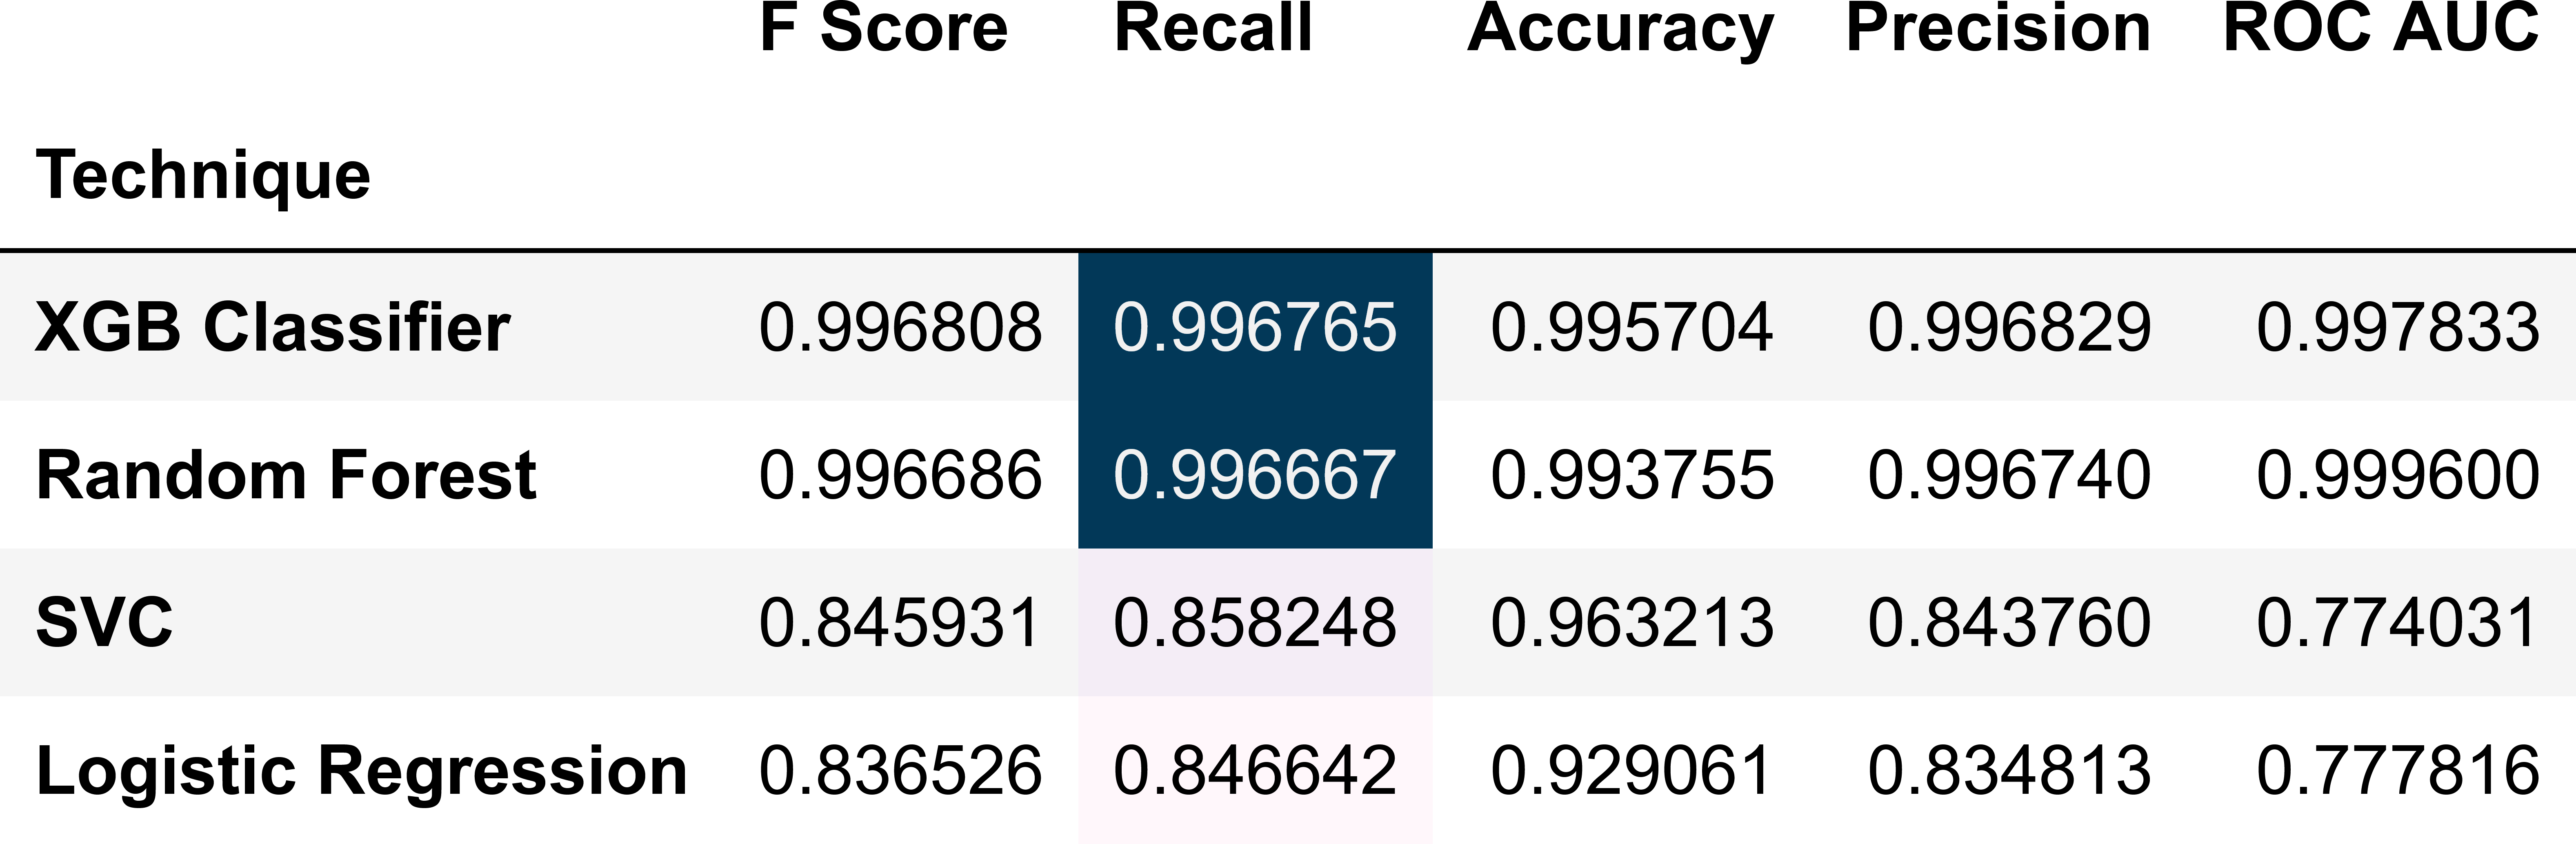 F Score Recall Accuracy Precision ROC AUC
Technique
XGB Classifier 0.996808 0.996765 0.995704 0.996829 0.997833
Random Forest 0.996686 0.996667 0.993755 0.996740 0.999600
SVC 0.845931 0.858248 0.963213 0.843760 0.774031
Logistic Regression 0.836526 0.846642 0.929061 0.834813 0.777816